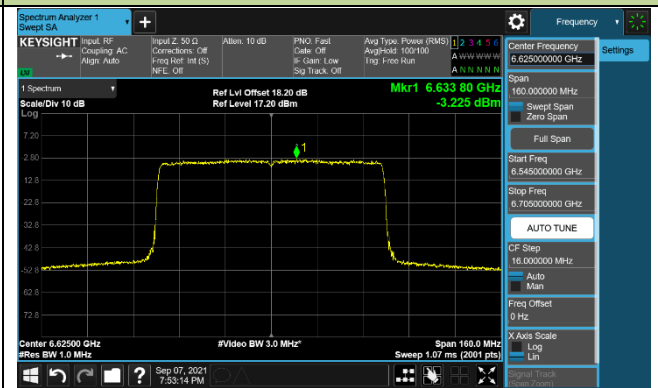 Spectrum Analyzer 1
Swept SA
Frequency
KEYSIGHT
Input: RF
Coupling: AC
Align: Auto
Input Z: 50 Ω
Corrections: Off
Freq Ref: Int (S)
NFE: Off
Atten: 10 dB
PNO: Fast
Gate: Off
IF Gain: Low
Sig Track: Off
Avg Type: Power (RMS)
Avg|Hold: 100/100
Trig: Free Run
1 2 3 4 5 6
A W W W W W
A N N N N N
LW
1 Spectrum
Scale/Div 10 dB
Log
Ref Lvl Offset 18.20 dB
Ref Level 17.20 dBm
Mkr1 6.633 80 GHz
-3.225 dBm
7.20
-2.80
-12.8
-22.8
-32.8
-42.8
-52.8
-62.8
-72.8
1
Center 6.62500 GHz
#Res BW 1.0 MHz
#Video BW 3.0 MHz*
Span 160.0 MHz
Sweep 1.07 ms (2001 pts)
Center Frequency
6.625000000 GHz
Settings
Span
160.000000 MHz
Swept Span
Zero Span
Full Span
Start Freq
6.545000000 GHz
Stop Freq
6.705000000 GHz
AUTO TUNE
CF Step
16.000000 MHz
Auto
Man
Freq Offset
0 Hz
X Axis Scale
Log
Lin
Signal Track
(Span Zoom)
Sep 07, 2021
7:53:14 PM